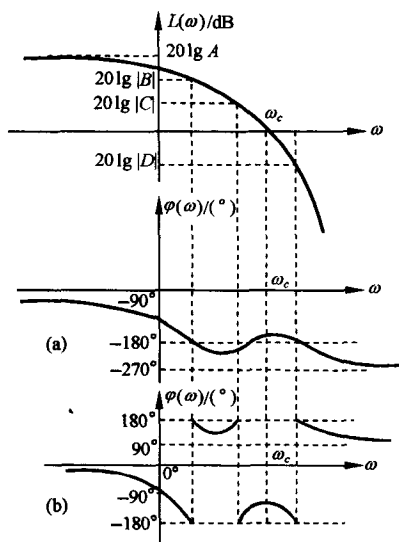 L(ω)/dB
20lg A
20lg |B|
20lg |C|
ω_c
ω
20lg |D|
φ(ω)/(°)
ω_c
ω
−90°
(a)
−180°
−270°
φ(ω)/(°)
180°
90°
ω_c
0°
ω
−90°
(b)
−180°